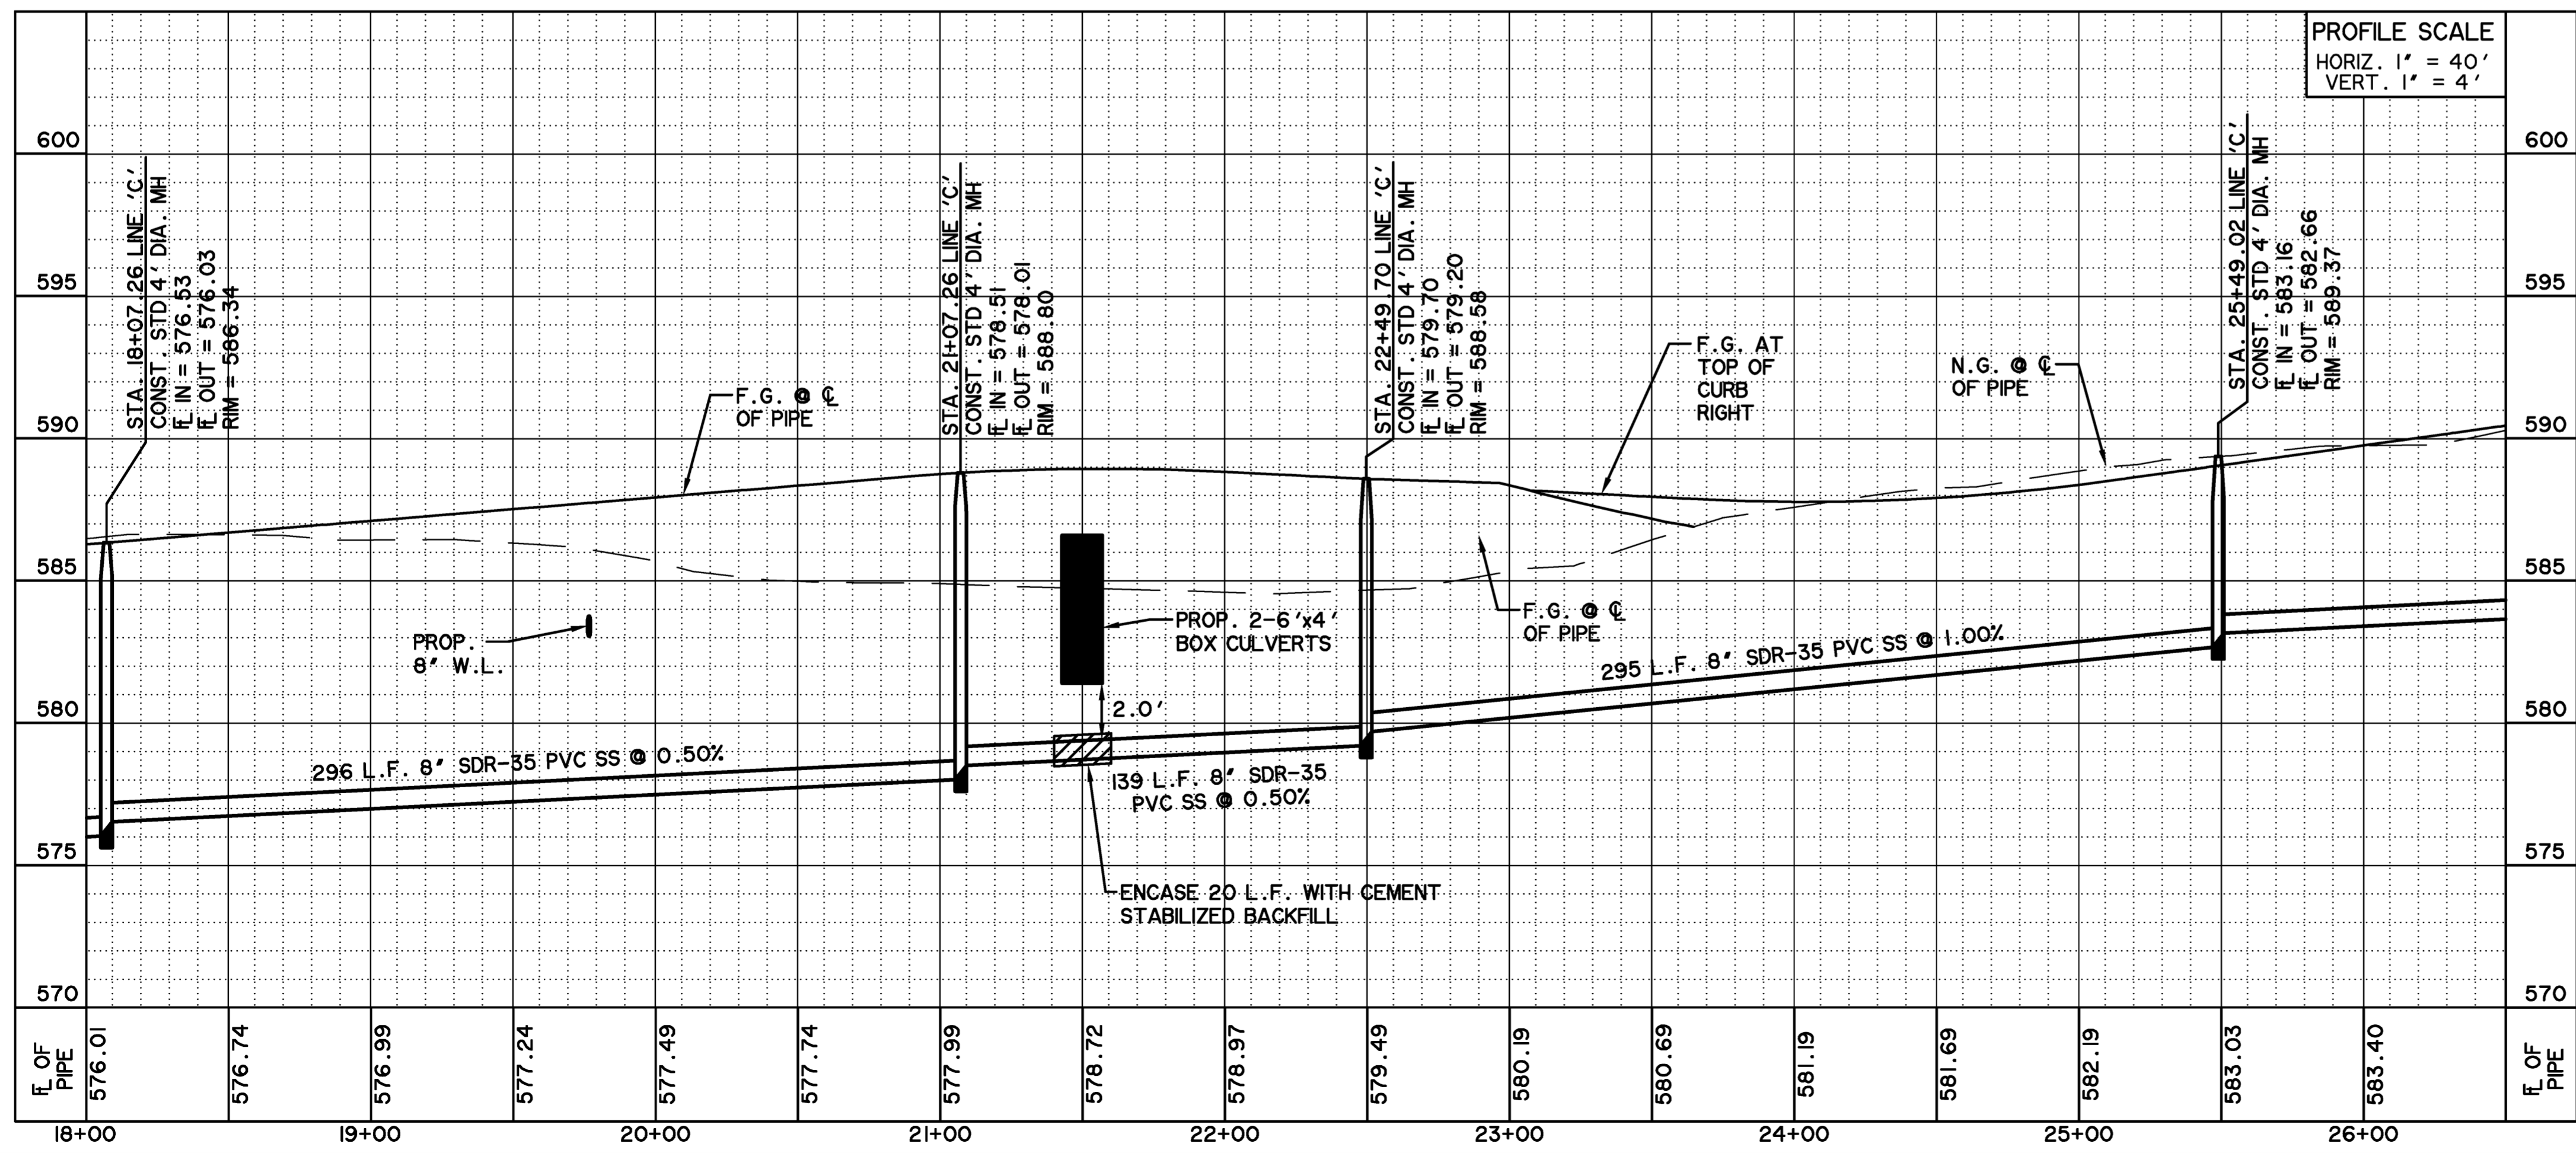 PROFILE SCALE
HORIZ. 1" = 40'
VERT. 1" = 4'
600
595
590
585
580
575
570
600
595
590
585
580
575
570
STA. 18+07.26 LINE 'C'
CONST. STD 4' DIA. MH
FL IN = 576.53
FL OUT = 576.03
RIM = 586.34
STA. 21+07.26 LINE 'C'
CONST. STD 4' DIA. MH
FL IN = 578.51
FL OUT = 578.01
RIM = 588.80
STA. 22+49.70 LINE 'C'
CONST. STD 4' DIA. MH
FL IN = 579.70
FL OUT = 579.20
RIM = 588.58
STA. 25+49.02 LINE 'C'
CONST. STD 4' DIA. MH
FL IN = 583.16
FL OUT = 582.66
RIM = 589.37
F.G. @ ℄
OF PIPE
F.G. AT
TOP OF
CURB
RIGHT
N.G. @ ℄
OF PIPE
PROP.
8" W.L.
PROP. 2-6'x4'
BOX CULVERTS
F.G. @ ℄
OF PIPE
2.0'
296 L.F. 8" SDR-35 PVC SS @ 0.50%
139 L.F. 8" SDR-35
PVC SS @ 0.50%
295 L.F. 8" SDR-35 PVC SS @ 1.00%
ENCASE 20 L.F. WITH CEMENT
STABILIZED BACKFILL
FL OF
PIPE
576.01
576.74
576.99
577.24
577.49
577.74
577.99
578.72
578.97
579.49
580.19
580.69
581.19
581.69
582.19
583.03
583.40
FL OF
PIPE
18+00
19+00
20+00
21+00
22+00
23+00
24+00
25+00
26+00